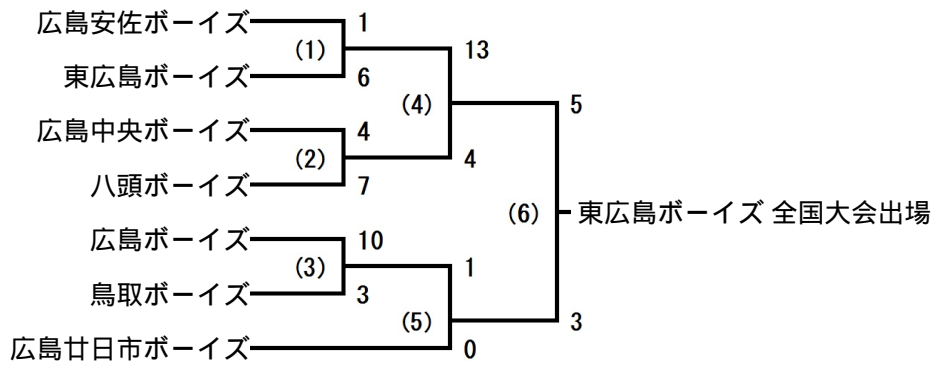 広島安佐ボーイズ 1
(1) 13
東広島ボーイズ 6
(4) 5
広島中央ボーイズ 4
(2) 4
八頭ボーイズ 7
(6) 東広島ボーイズ 全国大会出場
広島ボーイズ 10
(3) 1
鳥取ボーイズ 3
(5) 3
広島廿日市ボーイズ 0